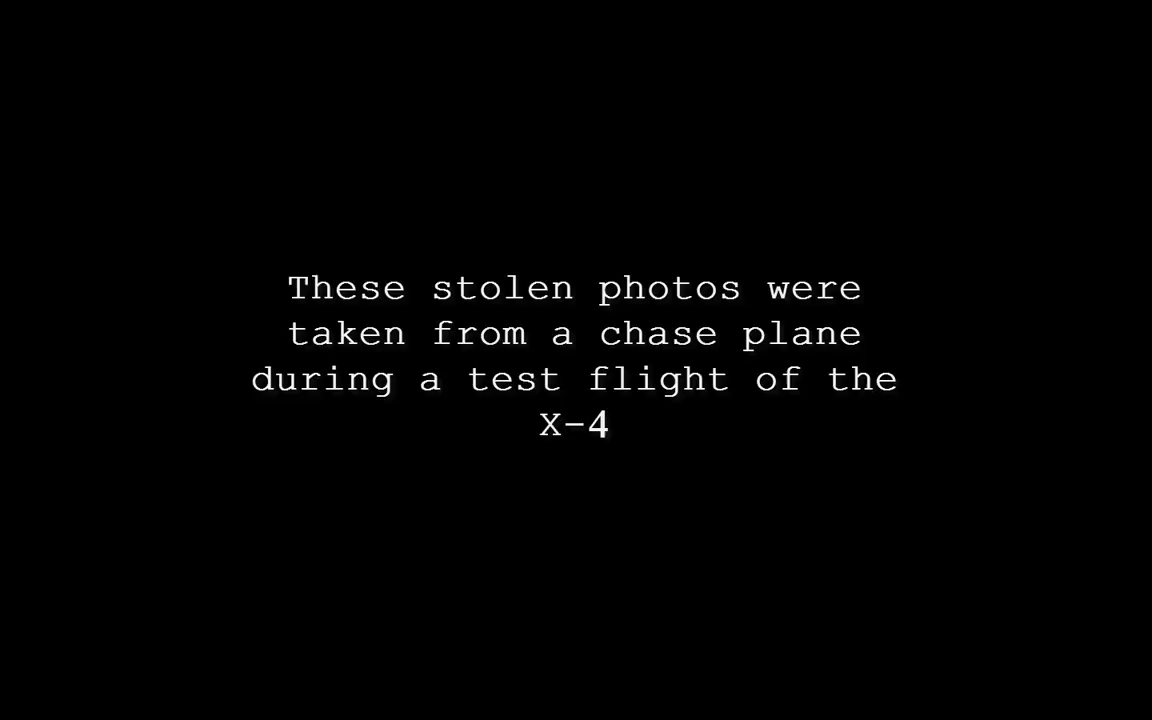 These stolen photos were
taken from a chase plane
during a test flight of the
X-4